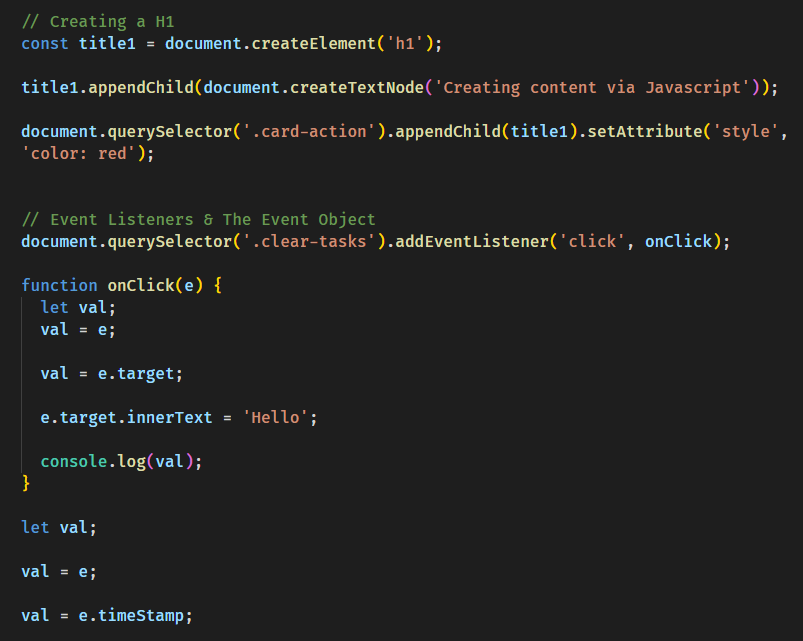 // Creating a H1
const title1 = document.createElement('h1');
title1.appendChild(document.createTextNode('Creating content via Javascript'));
document.querySelector('.card-action').appendChild(title1).setAttribute('style',
'color: red');
// Event Listeners & The Event Object
document.querySelector('.clear-tasks').addEventListener('click', onClick);
function onClick(e) {
  let val;
  val = e;
  val = e.target;
  e.target.innerText = 'Hello';
  console.log(val);
}
let val;
val = e;
val = e.timeStamp;